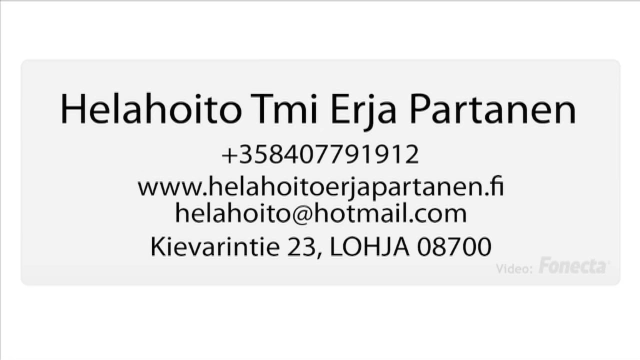 Helahoito Tmi Erja Partanen
+358407791912
www.helahoitoerjapartanen.fi
helahoito@hotmail.com
Kievarintie 23, LOHJA 08700
Video: Fonecta